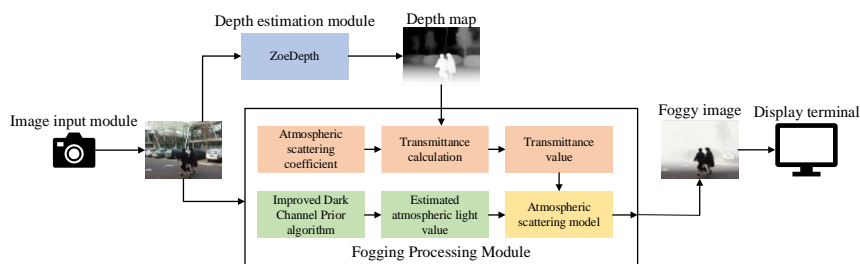 Depth estimation module
Depth map
ZoeDepth
Image input module
Foggy image
Display terminal
Atmospheric
scattering
coefficient
Transmittance
calculation
Transmittance
value
Improved Dark
Channel Prior
algorithm
Estimated
atmospheric light
value
Atmospheric
scattering model
Fogging Processing Module